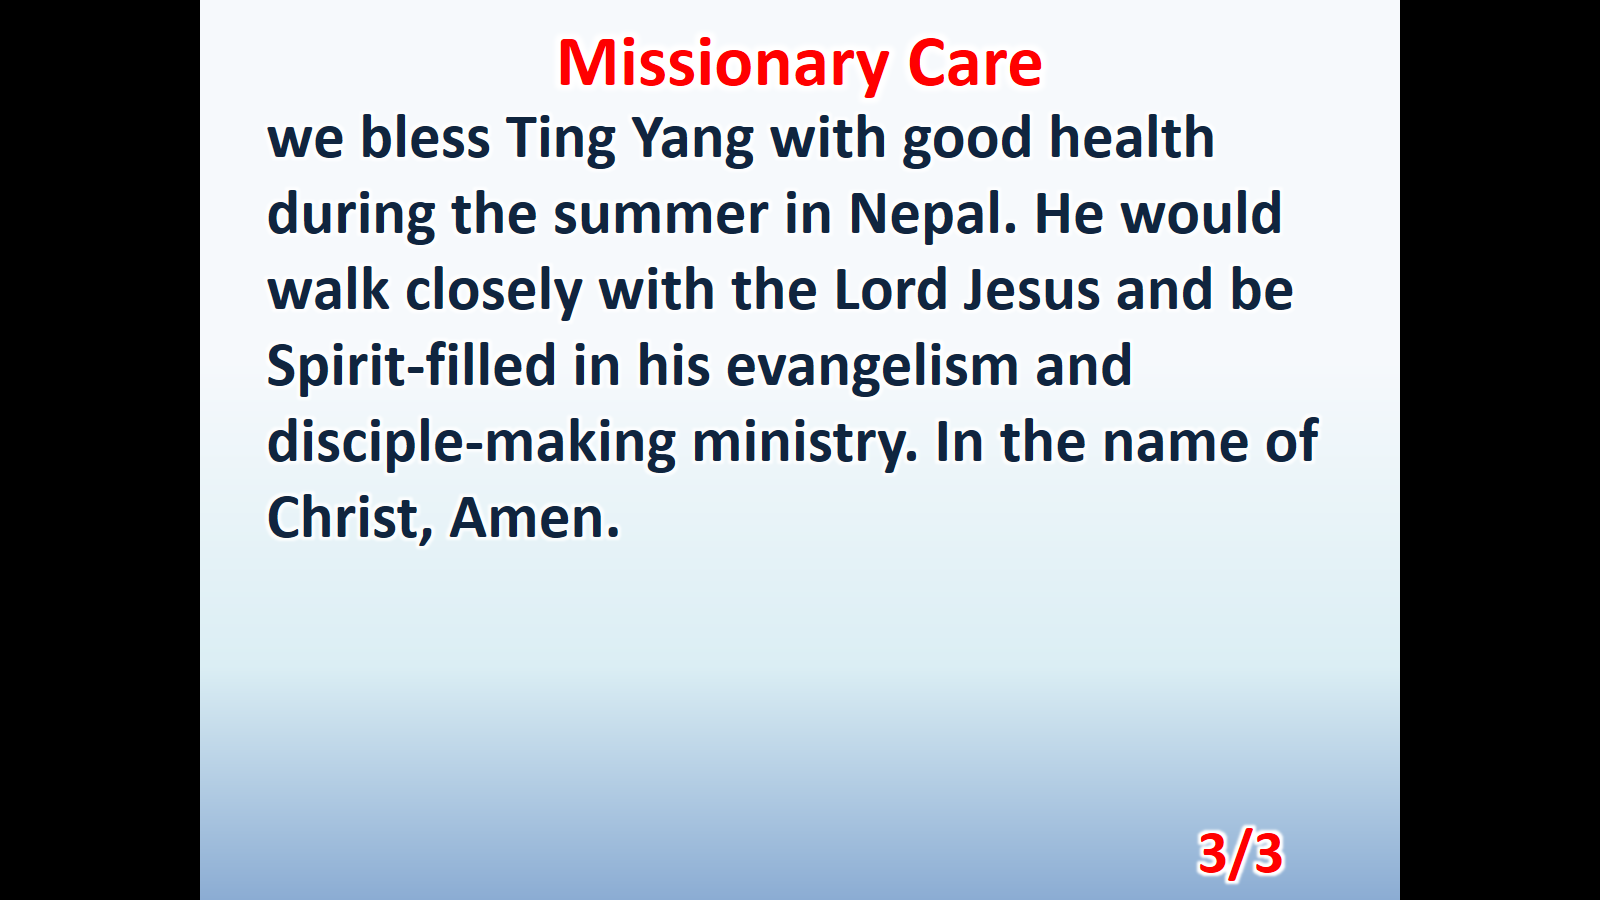 Missionary Care
we bless Ting Yang with good health
during the summer in Nepal. He would
walk closely with the Lord Jesus and be
Spirit-filled in his evangelism and
disciple-making ministry. In the name of
Christ, Amen.
3/3